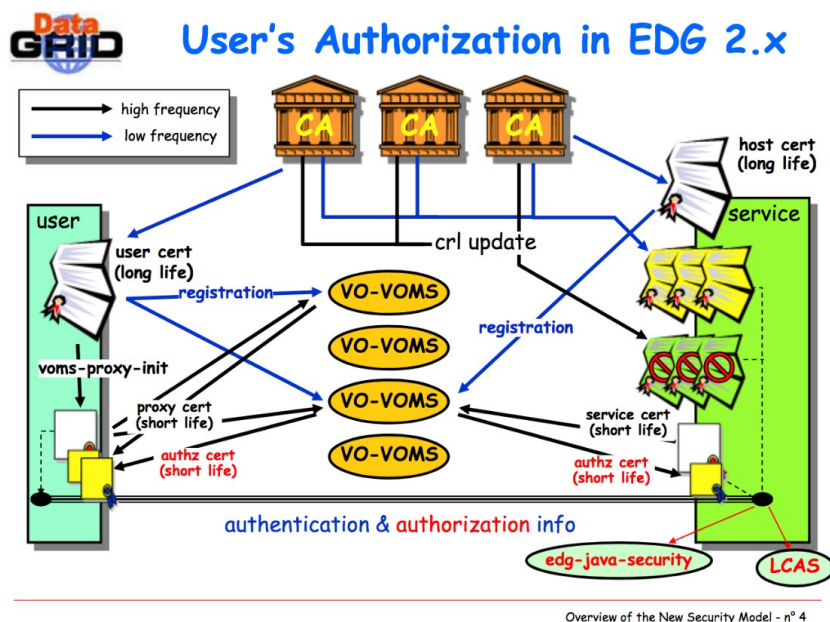 Data
GRID
User's Authorization in EDG 2.x
high frequency
low frequency
CA
CA
CA
host cert
(long life)
user
service
user cert
(long life)
crl update
registration
VO-VOMS
registration
VO-VOMS
voms-proxy-init
VO-VOMS
proxy cert
(short life)
service cert
(short life)
authz cert
(short life)
VO-VOMS
authz cert
(short life)
authentication & authorization info
edg-java-security
LCAS
Overview of the New Security Model - n° 4